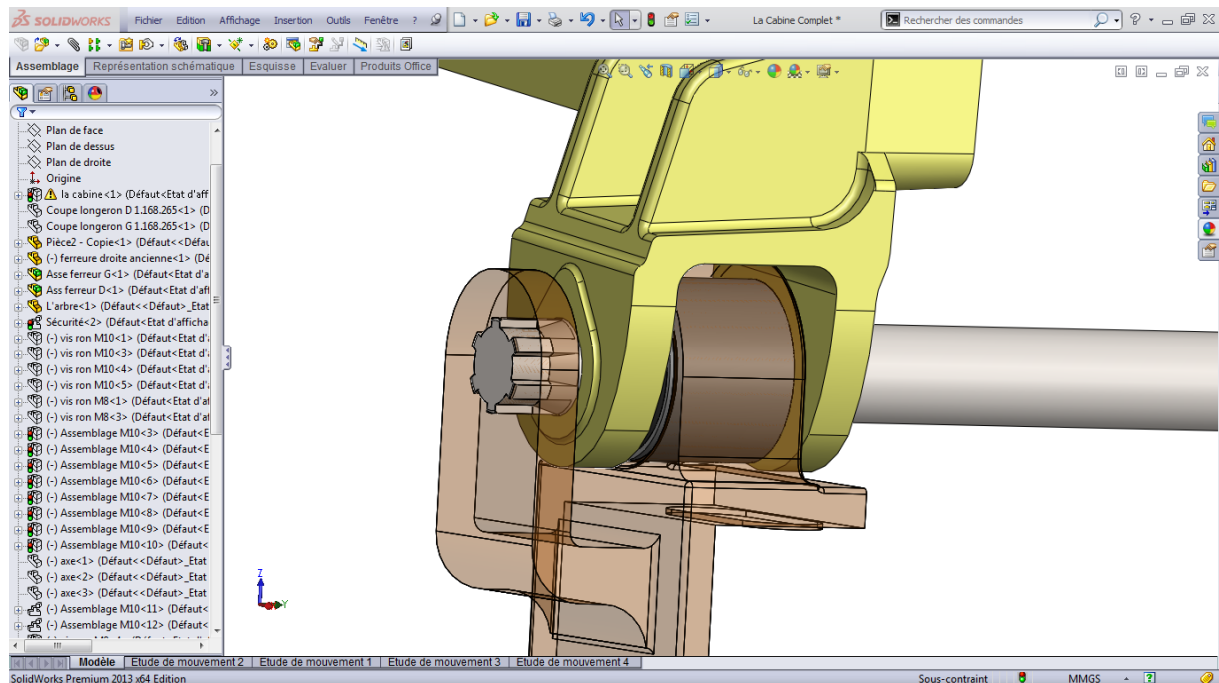 SOLIDWORKS Fichier Edition Affichage Insertion Outils Fenêtre ? La Cabine Complet * Rechercher des commandes ?
Assemblage Représentation schématique Esquisse Evaluer Produits Office
Plan de face
Plan de dessus
Plan de droite
Origine
la cabine<1> (Défaut<Etat d'aff
Coupe longeron D 1.168.265<1> (D
Coupe longeron G 1.168.265<1> (D
Pièce2 - Copie<1> (Défaut<<Défau
(-) ferreure droite ancienne<1> (Dé
Asse ferreur G<1> (Défaut<Etat d'a
Ass ferreur D<1> (Défaut<Etat d'aff
L'arbre<1> (Défaut<<Défaut>_Etat
Sécurité<2> (Défaut<Etat d'afficha
(-) vis ron M10<1> (Défaut<Etat d'
(-) vis ron M10<3> (Défaut<Etat d'
(-) vis ron M10<4> (Défaut<Etat d'
(-) vis ron M10<5> (Défaut<Etat d'
(-) vis ron M8<1> (Défaut<Etat d'af
(-) vis ron M8<3> (Défaut<Etat d'af
(-) Assemblage M10<3> (Défaut<E
(-) Assemblage M10<4> (Défaut<E
(-) Assemblage M10<5> (Défaut<E
(-) Assemblage M10<6> (Défaut<E
(-) Assemblage M10<7> (Défaut<E
(-) Assemblage M10<8> (Défaut<E
(-) Assemblage M10<9> (Défaut<E
(-) Assemblage M10<10> (Défaut<
(-) axe<1> (Défaut<<Défaut>_Etat
(-) axe<2> (Défaut<<Défaut>_Etat
(-) axe<3> (Défaut<<Défaut>_Etat
(-) Assemblage M10<11> (Défaut<
(-) Assemblage M10<12> (Défaut<
Z
Y
Modèle Etude de mouvement 2 Etude de mouvement 1 Etude de mouvement 3 Etude de mouvement 4
SolidWorks Premium 2013 x64 Edition Sous-contraint MMGS ?